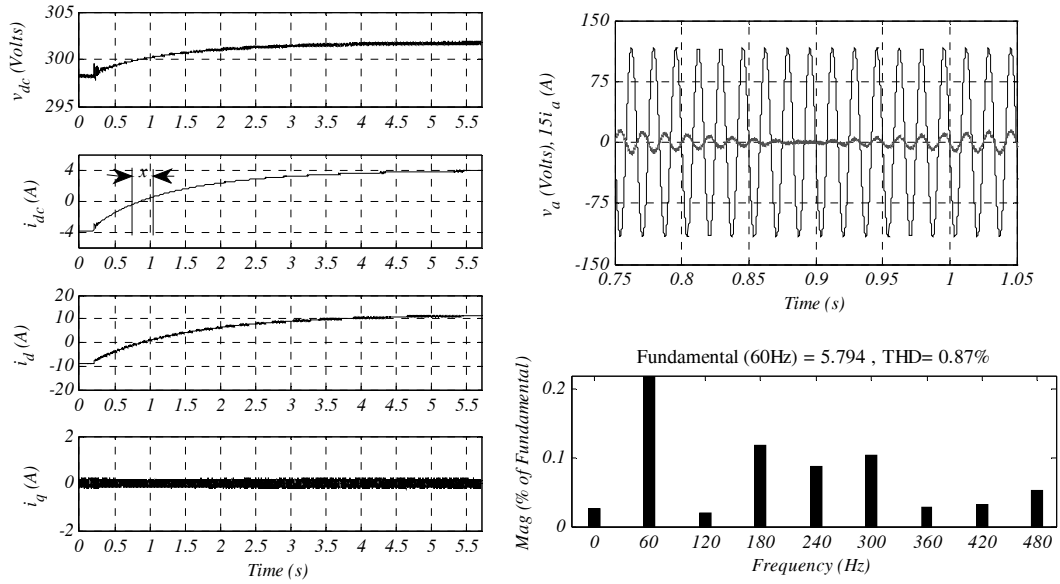 305
300
295
v_dc (Volts)
0 0.5 1 1.5 2 2.5 3 3.5 4 4.5 5 5.5
4
0
-4
i_dc (A)
x
0 0.5 1 1.5 2 2.5 3 3.5 4 4.5 5 5.5
20
10
0
-10
-20
i_d (A)
0 0.5 1 1.5 2 2.5 3 3.5 4 4.5 5 5.5
2
0
-2
i_q (A)
0 0.5 1 1.5 2 2.5 3 3.5 4 4.5 5 5.5
Time (s)
150
75
0
-75
-150
v_a (Volts), 15i_a (A)
0.75 0.8 0.85 0.9 0.95 1 1.05
Time (s)
Fundamental (60Hz) = 5.794 , THD= 0.87%
0.2
0.1
0
Mag (% of Fundamental)
0 60 120 180 240 300 360 420 480
Frequency (Hz)